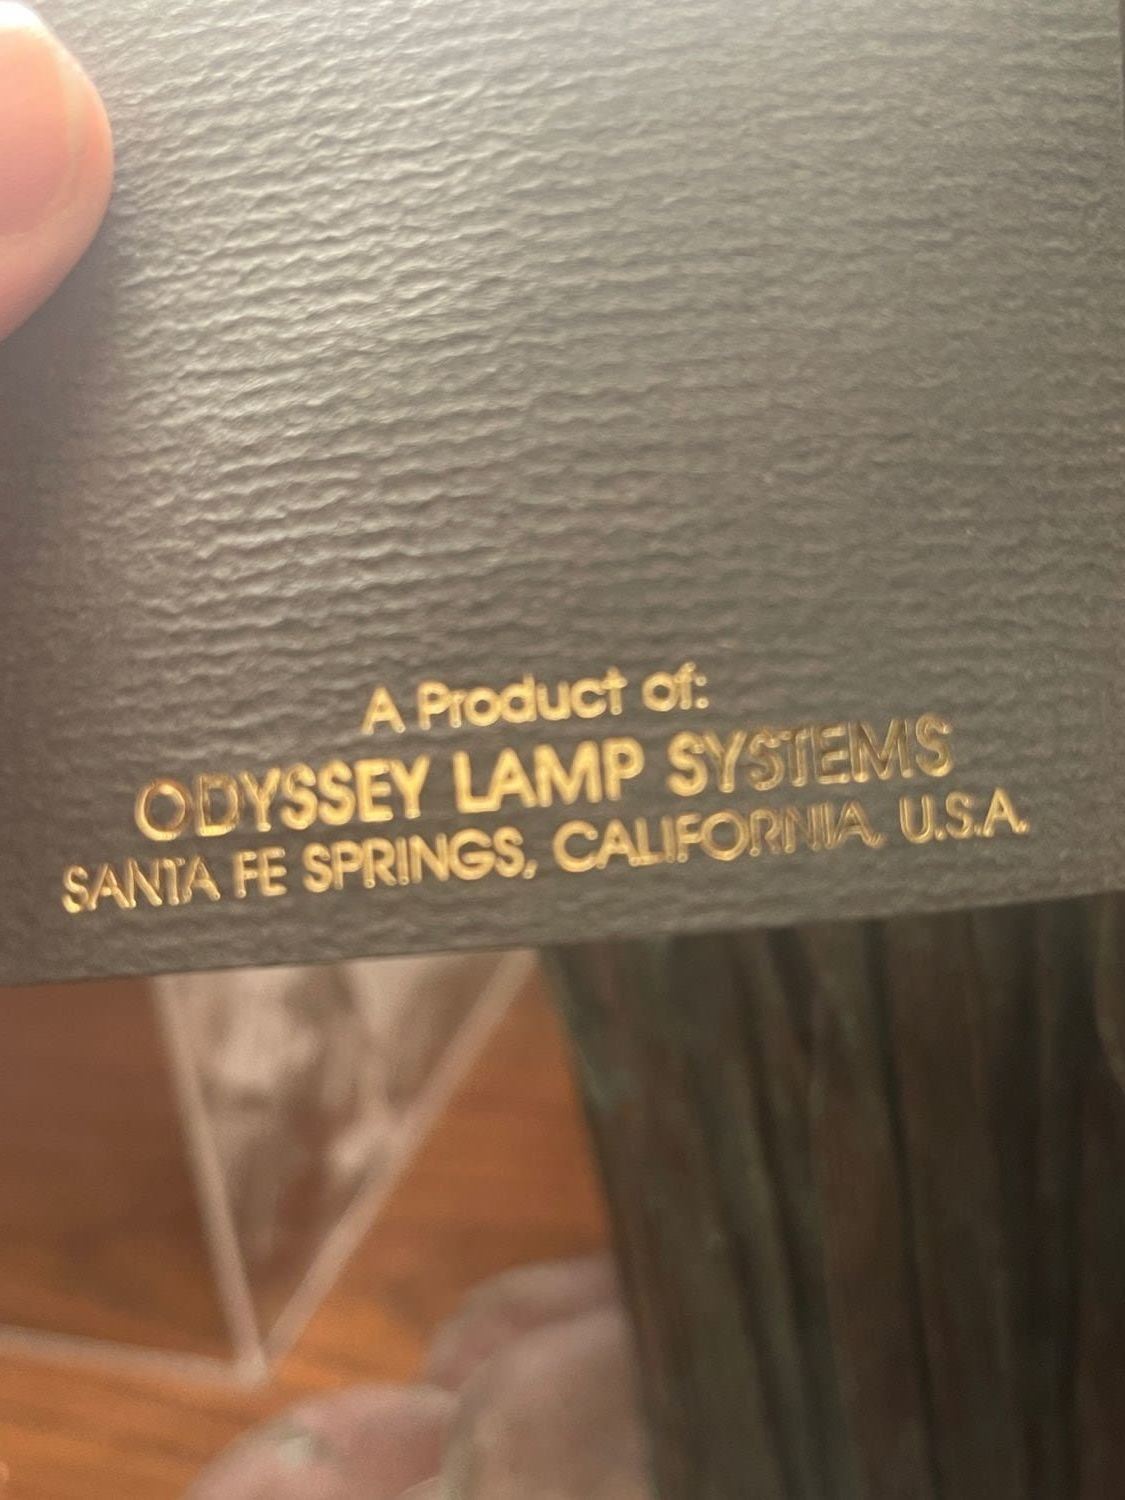 A Product of:
ODYSSEY LAMP SYSTEMS
SANTA FE SPRINGS, CALIFORNIA, U.S.A.